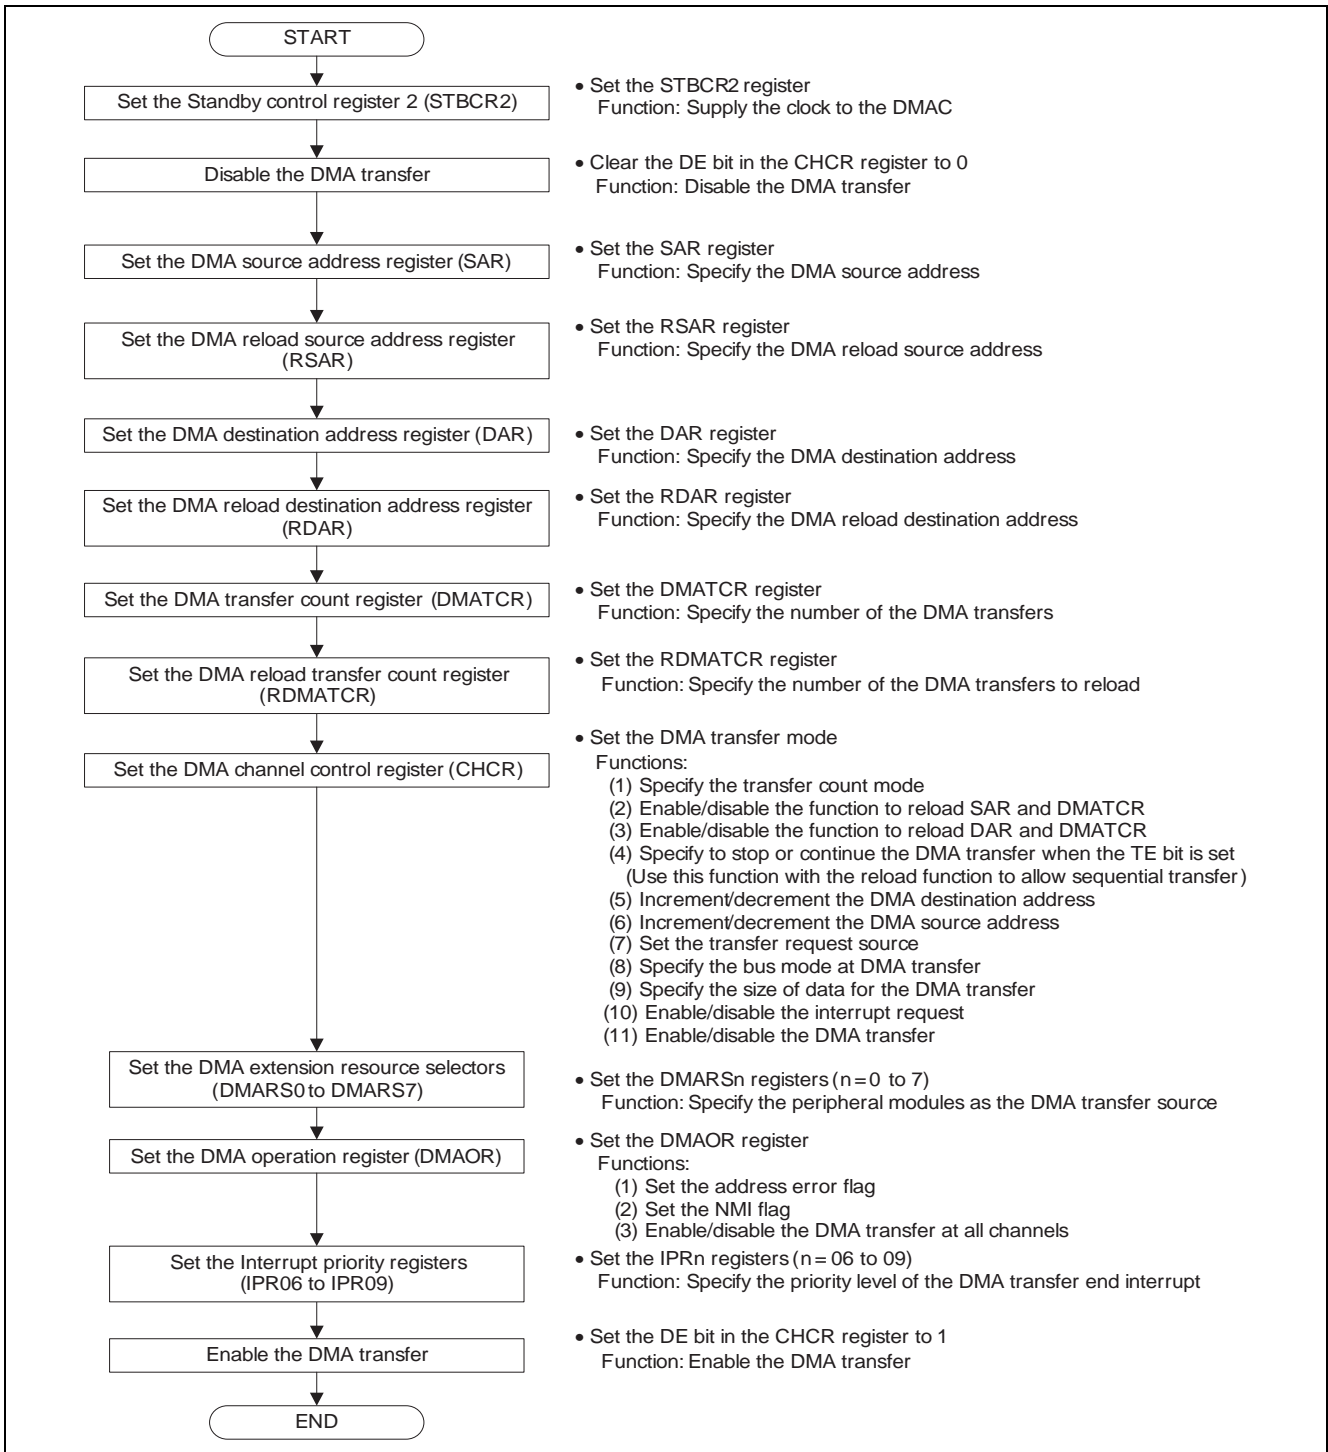 START
Set the Standby control register 2 (STBCR2)
• Set the STBCR2 register
Function: Supply the clock to the DMAC
Disable the DMA transfer
• Clear the DE bit in the CHCR register to 0
Function: Disable the DMA transfer
Set the DMA source address register (SAR)
• Set the SAR register
Function: Specify the DMA source address
Set the DMA reload source address register
(RSAR)
• Set the RSAR register
Function: Specify the DMA reload source address
Set the DMA destination address register (DAR)
• Set the DAR register
Function: Specify the DMA destination address
Set the DMA reload destination address register
(RDAR)
• Set the RDAR register
Function: Specify the DMA reload destination address
Set the DMA transfer count register (DMATCR)
• Set the DMATCR register
Function: Specify the number of the DMA transfers
Set the DMA reload transfer count register
(RDMATCR)
• Set the RDMATCR register
Function: Specify the number of the DMA transfers to reload
Set the DMA channel control register (CHCR)
• Set the DMA transfer mode
Functions:
(1) Specify the transfer count mode
(2) Enable/disable the function to reload SAR and DMATCR
(3) Enable/disable the function to reload DAR and DMATCR
(4) Specify to stop or continue the DMA transfer when the TE bit is set
(Use this function with the reload function to allow sequential transfer)
(5) Increment/decrement the DMA destination address
(6) Increment/decrement the DMA source address
(7) Set the transfer request source
(8) Specify the bus mode at DMA transfer
(9) Specify the size of data for the DMA transfer
(10) Enable/disable the interrupt request
(11) Enable/disable the DMA transfer
Set the DMA extension resource selectors
(DMARS0 to DMARS7)
• Set the DMARSn registers (n=0 to 7)
Function: Specify the peripheral modules as the DMA transfer source
Set the DMA operation register (DMAOR)
• Set the DMAOR register
Functions:
(1) Set the address error flag
(2) Set the NMI flag
(3) Enable/disable the DMA transfer at all channels
Set the Interrupt priority registers
(IPR06 to IPR09)
• Set the IPRn registers (n=06 to 09)
Function: Specify the priority level of the DMA transfer end interrupt
Enable the DMA transfer
• Set the DE bit in the CHCR register to 1
Function: Enable the DMA transfer
END